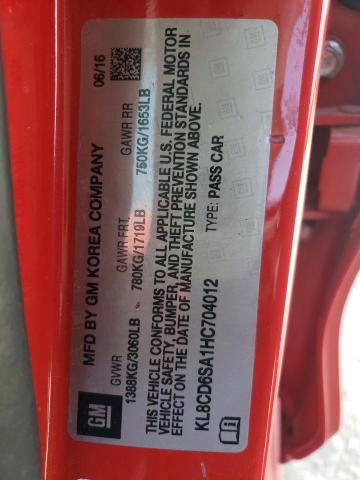 MFD BY GM KOREA COMPANY 06/16
GVWR GAWR FRT GAWR RR
1388KG/3060LB 780KG/1719LB 750KG/1653LB
THIS VEHICLE CONFORMS TO ALL APPLICABLE U.S. FEDERAL MOTOR
VEHICLE SAFETY, BUMPER, AND THEFT PREVENTION STANDARDS IN
EFFECT ON THE DATE OF MANUFACTURE SHOWN ABOVE.
KL8CD6SA1HC704012 TYPE: PASS CAR
GM